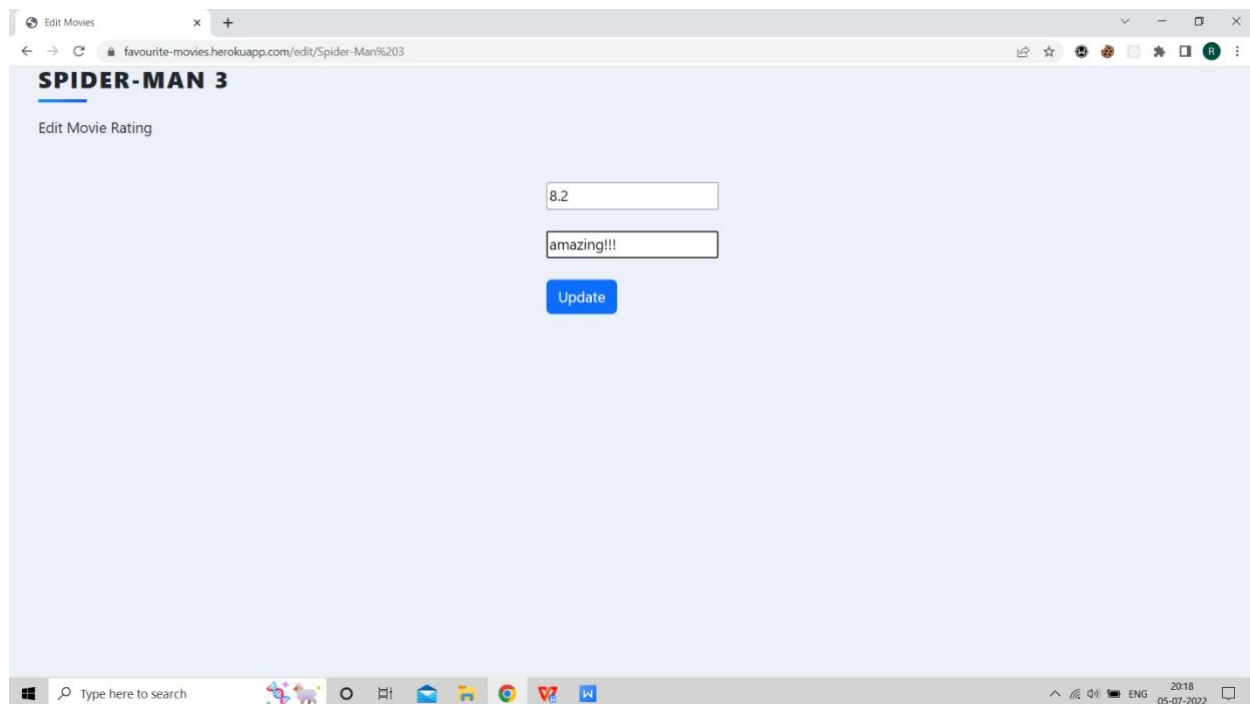 Edit Movies
favourite-movies.herokuapp.com/edit/Spider-Man%203
R
SPIDER-MAN 3
Edit Movie Rating
8.2
amazing!!!
Update
Type here to search
ENG
20:18
05-07-2022